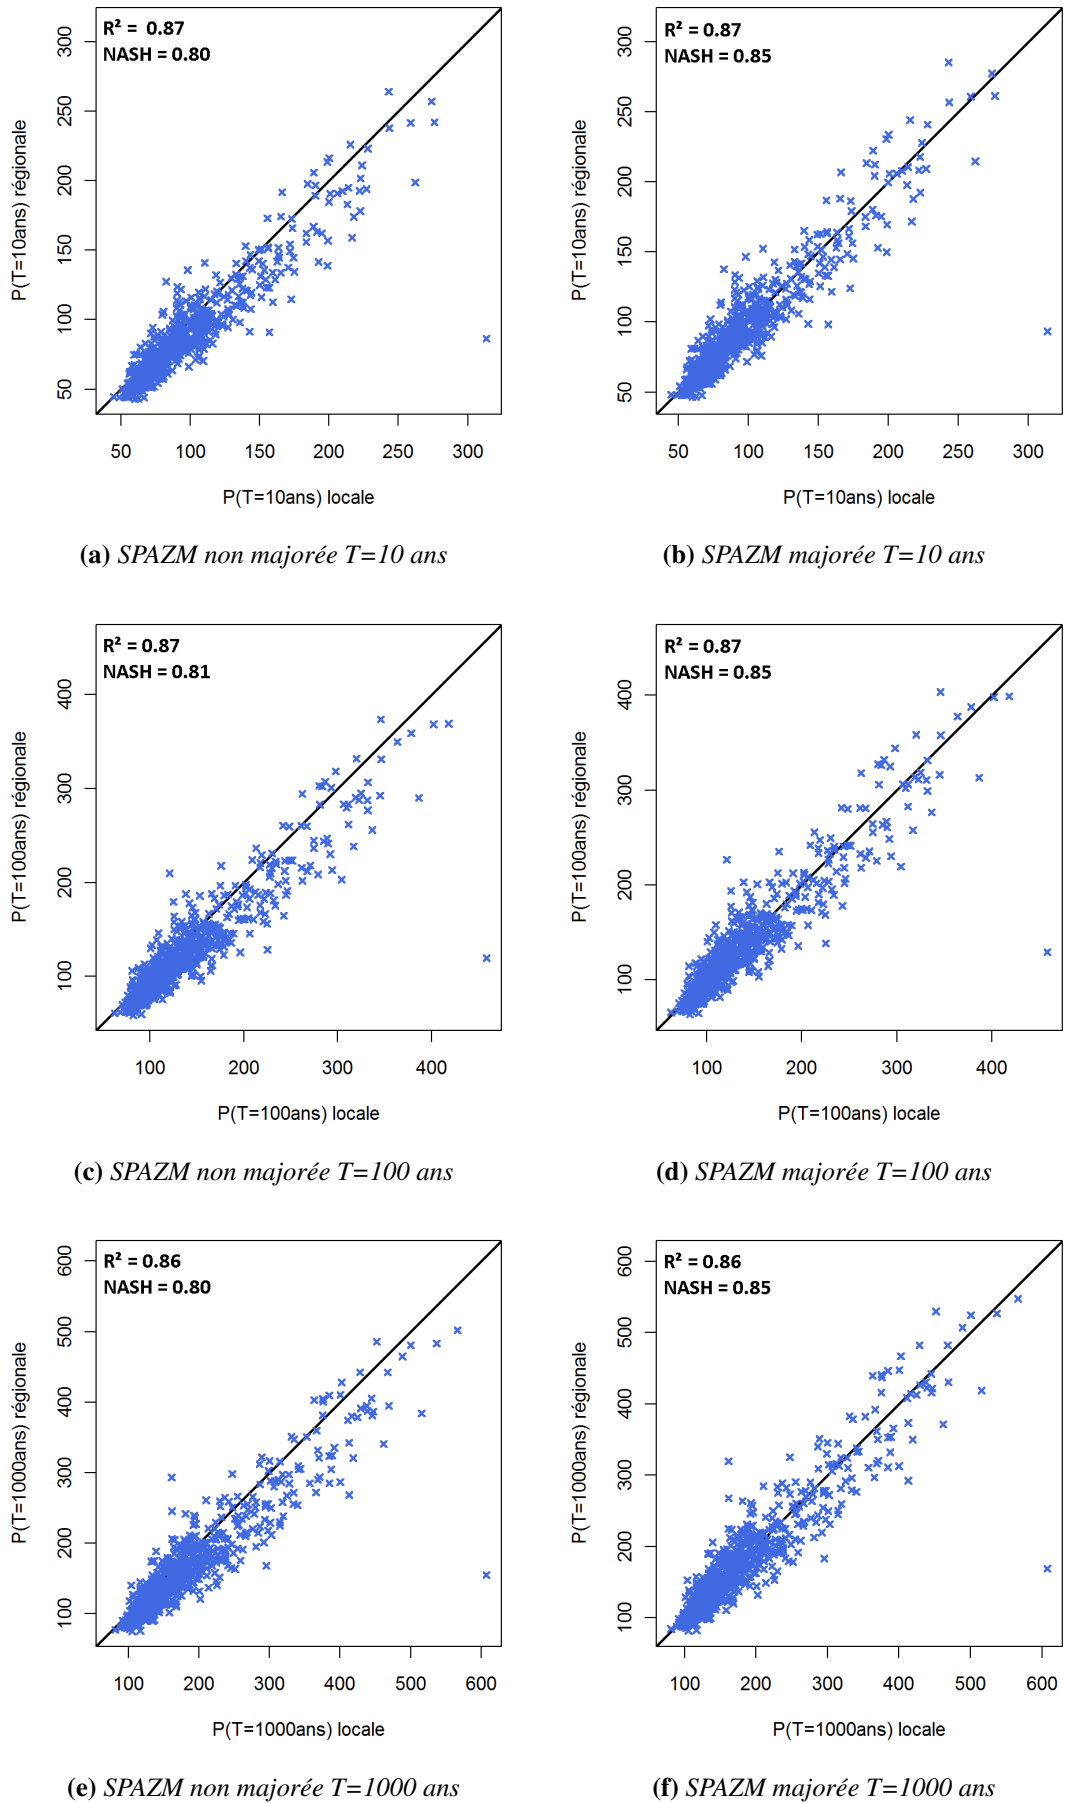 R² = 0.87
NASH = 0.80
300
250
200
150
100
50
P(T=10ans) régionale
50 100 150 200 250 300
P(T=10ans) locale
(a) SPAZM non majorée T=10 ans
R² = 0.87
NASH = 0.85
300
250
200
150
100
50
P(T=10ans) régionale
50 100 150 200 250 300
P(T=10ans) locale
(b) SPAZM majorée T=10 ans
R² = 0.87
NASH = 0.81
400
300
200
100
P(T=100ans) régionale
100 200 300 400
P(T=100ans) locale
(c) SPAZM non majorée T=100 ans
R² = 0.87
NASH = 0.85
400
300
200
100
P(T=100ans) régionale
100 200 300 400
P(T=100ans) locale
(d) SPAZM majorée T=100 ans
R² = 0.86
NASH = 0.80
600
500
400
300
200
100
P(T=1000ans) régionale
100 200 300 400 500 600
P(T=1000ans) locale
(e) SPAZM non majorée T=1000 ans
R² = 0.86
NASH = 0.85
600
500
400
300
200
100
P(T=1000ans) régionale
100 200 300 400 500 600
P(T=1000ans) locale
(f) SPAZM majorée T=1000 ans